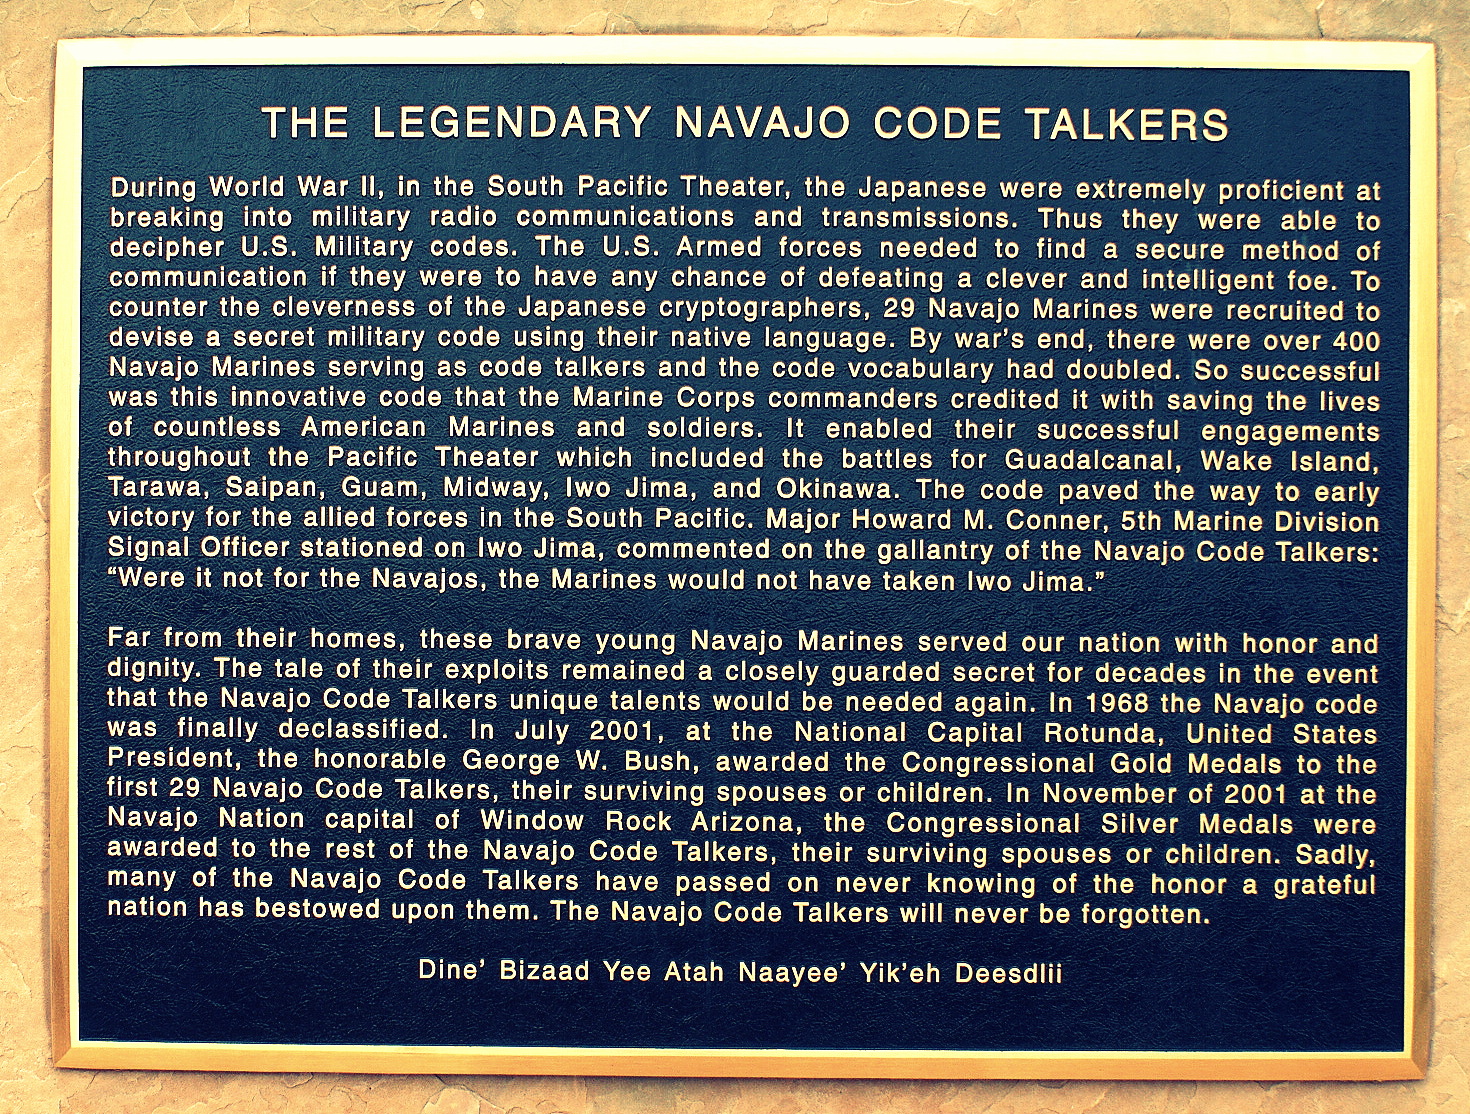 THE LEGENDARY NAVAJO CODE TALKERS
During World War II, in the South Pacific Theater, the Japanese were extremely proficient at
breaking into military radio communications and transmissions. Thus they were able to
decipher U.S. Military codes. The U.S. Armed forces needed to find a secure method of
communication if they were to have any chance of defeating a clever and intelligent foe. To
counter the cleverness of the Japanese cryptographers, 29 Navajo Marines were recruited to
devise a secret military code using their native language. By war's end, there were over 400
Navajo Marines serving as code talkers and the code vocabulary had doubled. So successful
was this innovative code that the Marine Corps commanders credited it with saving the lives
of countless American Marines and soldiers. It enabled their successful engagements
throughout the Pacific Theater which included the battles for Guadalcanal, Wake Island,
Tarawa, Saipan, Guam, Midway, Iwo Jima, and Okinawa. The code paved the way to early
victory for the allied forces in the South Pacific. Major Howard M. Conner, 5th Marine Division
Signal Officer stationed on Iwo Jima, commented on the gallantry of the Navajo Code Talkers:
“Were it not for the Navajos, the Marines would not have taken Iwo Jima.”
Far from their homes, these brave young Navajo Marines served our nation with honor and
dignity. The tale of their exploits remained a closely guarded secret for decades in the event
that the Navajo Code Talkers unique talents would be needed again. In 1968 the Navajo code
was finally declassified. In July 2001, at the National Capital Rotunda, United States
President, the honorable George W. Bush, awarded the Congressional Gold Medals to the
first 29 Navajo Code Talkers, their surviving spouses or children. In November of 2001 at the
Navajo Nation capital of Window Rock Arizona, the Congressional Silver Medals were
awarded to the rest of the Navajo Code Talkers, their surviving spouses or children. Sadly,
many of the Navajo Code Talkers have passed on never knowing of the honor a grateful
nation has bestowed upon them. The Navajo Code Talkers will never be forgotten.
Dine’ Bizaad Yee Atah Naayee’ Yik’eh Deesdlii